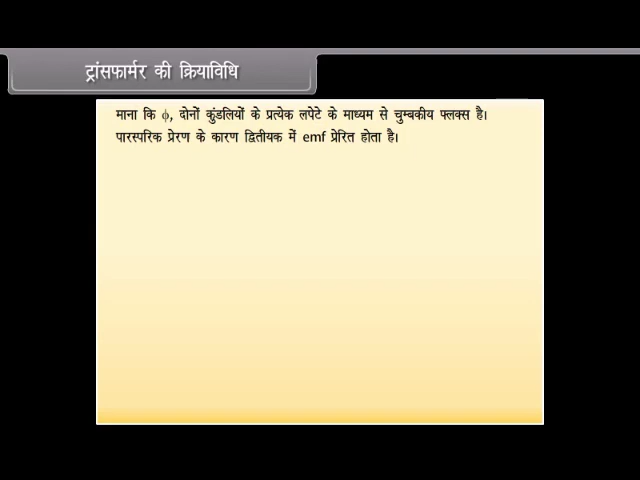 ट्रांसफार्मर की क्रियाविधि
माना कि ϕ, दोनों कुंडलियों के प्रत्येक लपेटे के माध्यम से चुम्बकीय फ्लक्स है।
पारस्परिक प्रेरण के कारण द्वितीयक में emf प्रेरित होता है।